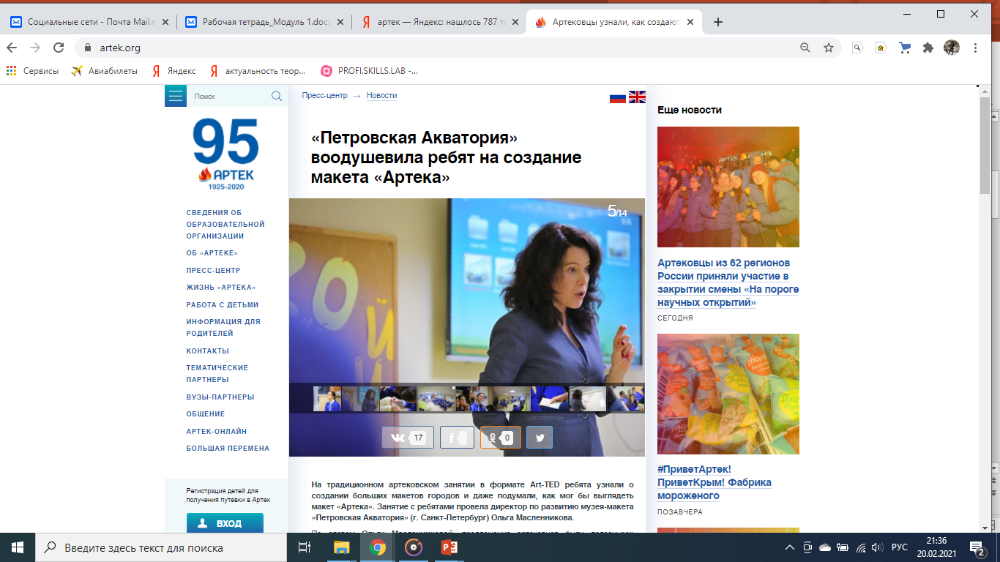 Социальные сети - Почта Mail.r
Рабочая тетрадь_Модуль 1.docx
артек — Яндекс: нашлось 787 ты
Артековцы узнали, как создают
artek.org
Сервисы
Авиабилеты
Яндекс
актуальность теор...
PROFI.SKILLS.LAB -...
Поиск
95
АРТЕК
1925-2020
СВЕДЕНИЯ ОБ
ОБРАЗОВАТЕЛЬНОЙ
ОРГАНИЗАЦИИ
ОБ «АРТЕКЕ»
ПРЕСС-ЦЕНТР
ЖИЗНЬ «АРТЕКА»
РАБОТА С ДЕТЬМИ
ИНФОРМАЦИЯ ДЛЯ
РОДИТЕЛЕЙ
КОНТАКТЫ
ТЕМАТИЧЕСКИЕ
ПАРТНЕРЫ
ВУЗЫ-ПАРТНЕРЫ
ОБЩЕНИЕ
АРТЕК-ОНЛАЙН
БОЛЬШАЯ ПЕРЕМЕНА
Регистрация детей для
получения путевки в Артек
ВХОД
Пресс-центр → Новости
«Петровская Акватория»
воодушевила ребят на создание
макета «Артека»
5/14
17
0
На традиционном артековском занятии в формате Art-TED ребята узнали о
создании больших макетов городов и даже подумали, как мог бы выглядеть
макет «Артека». Занятие с ребятами провела директор по развитию музея-макета
«Петровская Акватория» (г. Санкт-Петербург) Ольга Масленникова.
Еще новости
АРТЕК АРЕНА
Артековцы из 62 регионов
России приняли участие в
закрытии смены «На пороге
научных открытий»
СЕГОДНЯ
#ПриветАртек!
ПриветКрым! Фабрика
мороженого
ПОЗАВЧЕРА
Введите здесь текст для поиска
РУС
21:36
20.02.2021
2